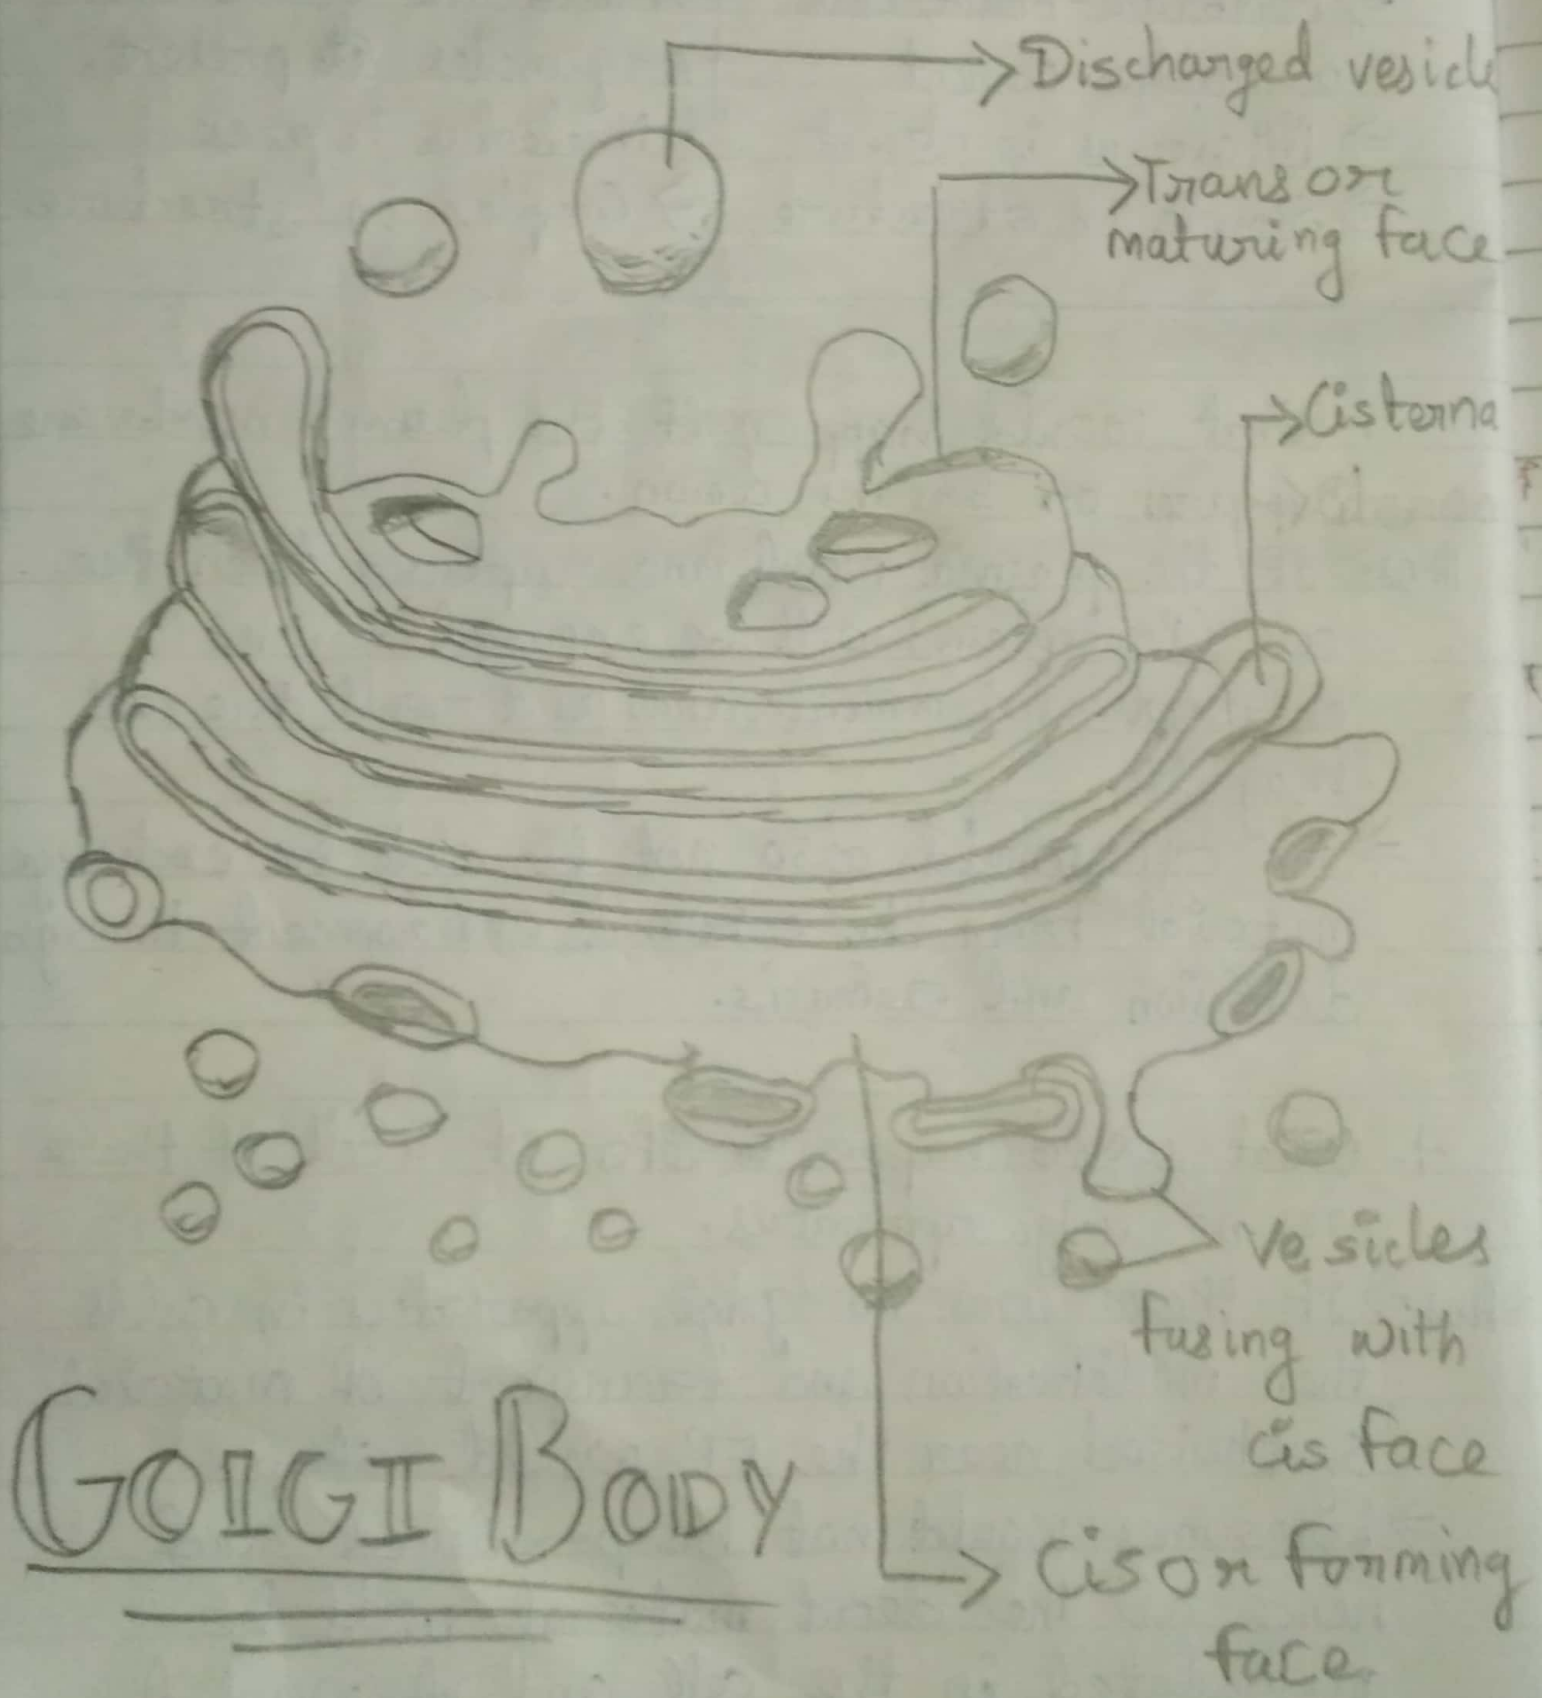 Discharged vesicle
Trans or
maturing face
Cisterna
Vesicles
fusing with
cis face
GOLGI BODY
Cis or forming
face